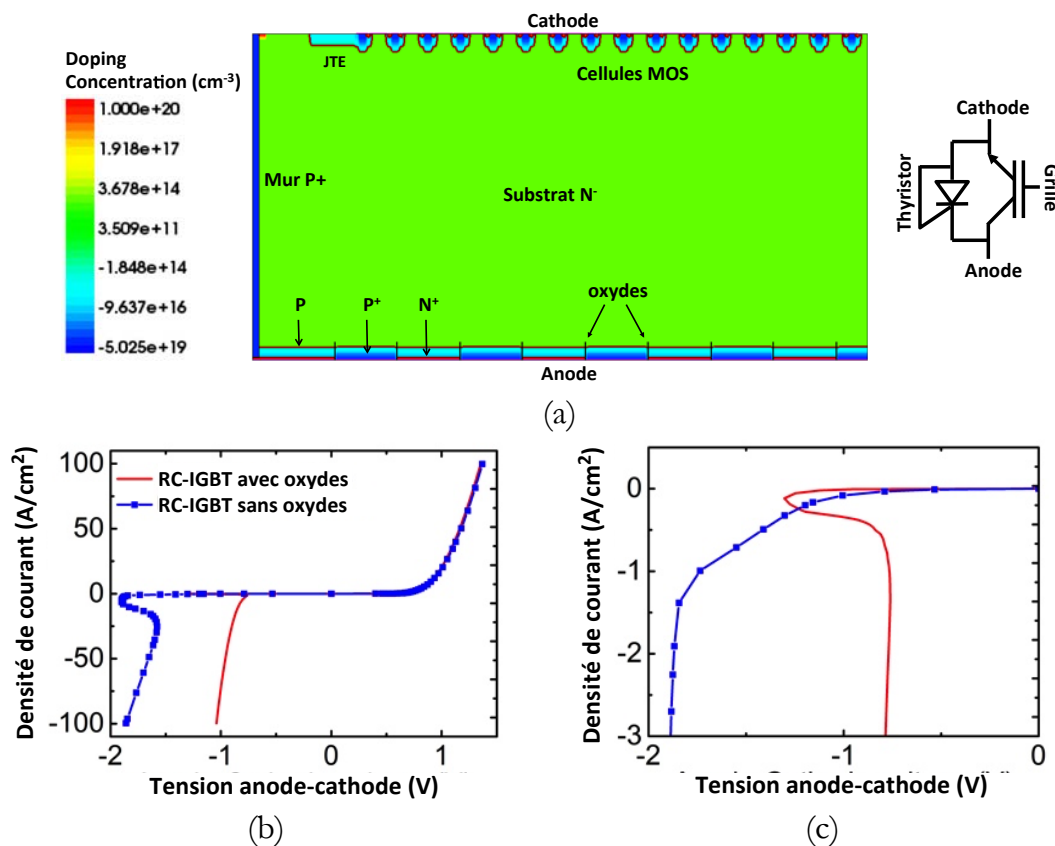 Cathode
Doping
Concentration (cm-3)
1.000e+20
1.918e+17
3.678e+14
3.509e+11
-1.848e+14
-9.637e+16
-5.025e+19
JTE
Cellules MOS
Mur P+
Substrat N-
P
P+
N+
oxydes
Anode
Cathode
Thyristor
Grille
Anode
(a)
Densité de courant (A/cm2)
100
50
0
-50
-100
RC-IGBT avec oxydes
RC-IGBT sans oxydes
-2
-1
0
1
Tension anode-cathode (V)
(b)
Densité de courant (A/cm2)
0
-1
-2
-3
-2
-1
0
Tension anode-cathode (V)
(c)